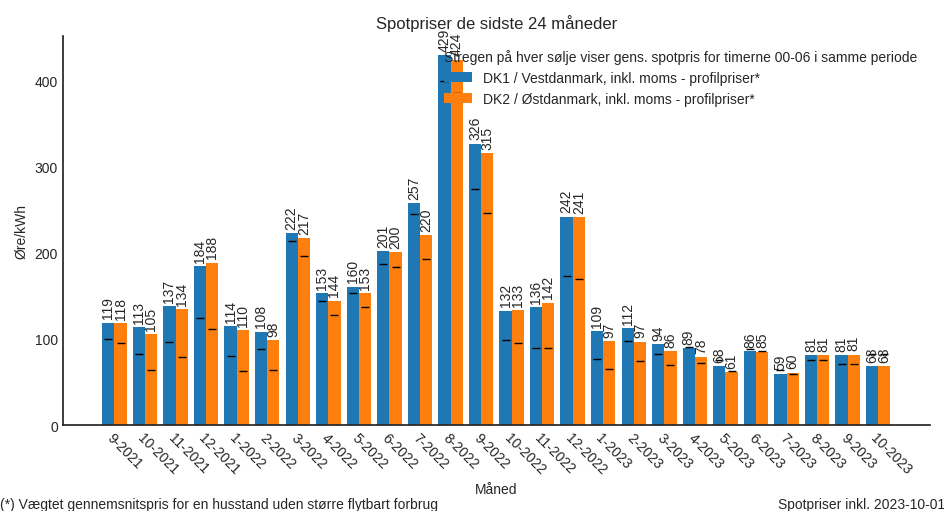 Spotpriser de sidste 24 måneder
Stregen på hver sølje viser gens. spotpris for timerne 00-06 i samme periode
DK1 / Vestdanmark, inkl. moms - profilpriser*
DK2 / Østdanmark, inkl. moms - profilpriser*
Øre/kWh
400
300
200
100
0
119 118 113 105 137 134 184 188 114 110 108 98 222 217 153 144 160 153 201 200 257 220 429 424 326 315 132 133 136 142 242 241 109 97 112 97 94 86 89 78 68 61 86 85 59 60 81 81 81 81 68 68
9-2021 10-2021 11-2021 12-2021 1-2022 2-2022 3-2022 4-2022 5-2022 6-2022 7-2022 8-2022 9-2022 10-2022 11-2022 12-2022 1-2023 2-2023 3-2023 4-2023 5-2023 6-2023 7-2023 8-2023 9-2023 10-2023
Måned
(*) Vægtet gennemsnitspris for en husstand uden større flytbart forbrug
Spotpriser inkl. 2023-10-01